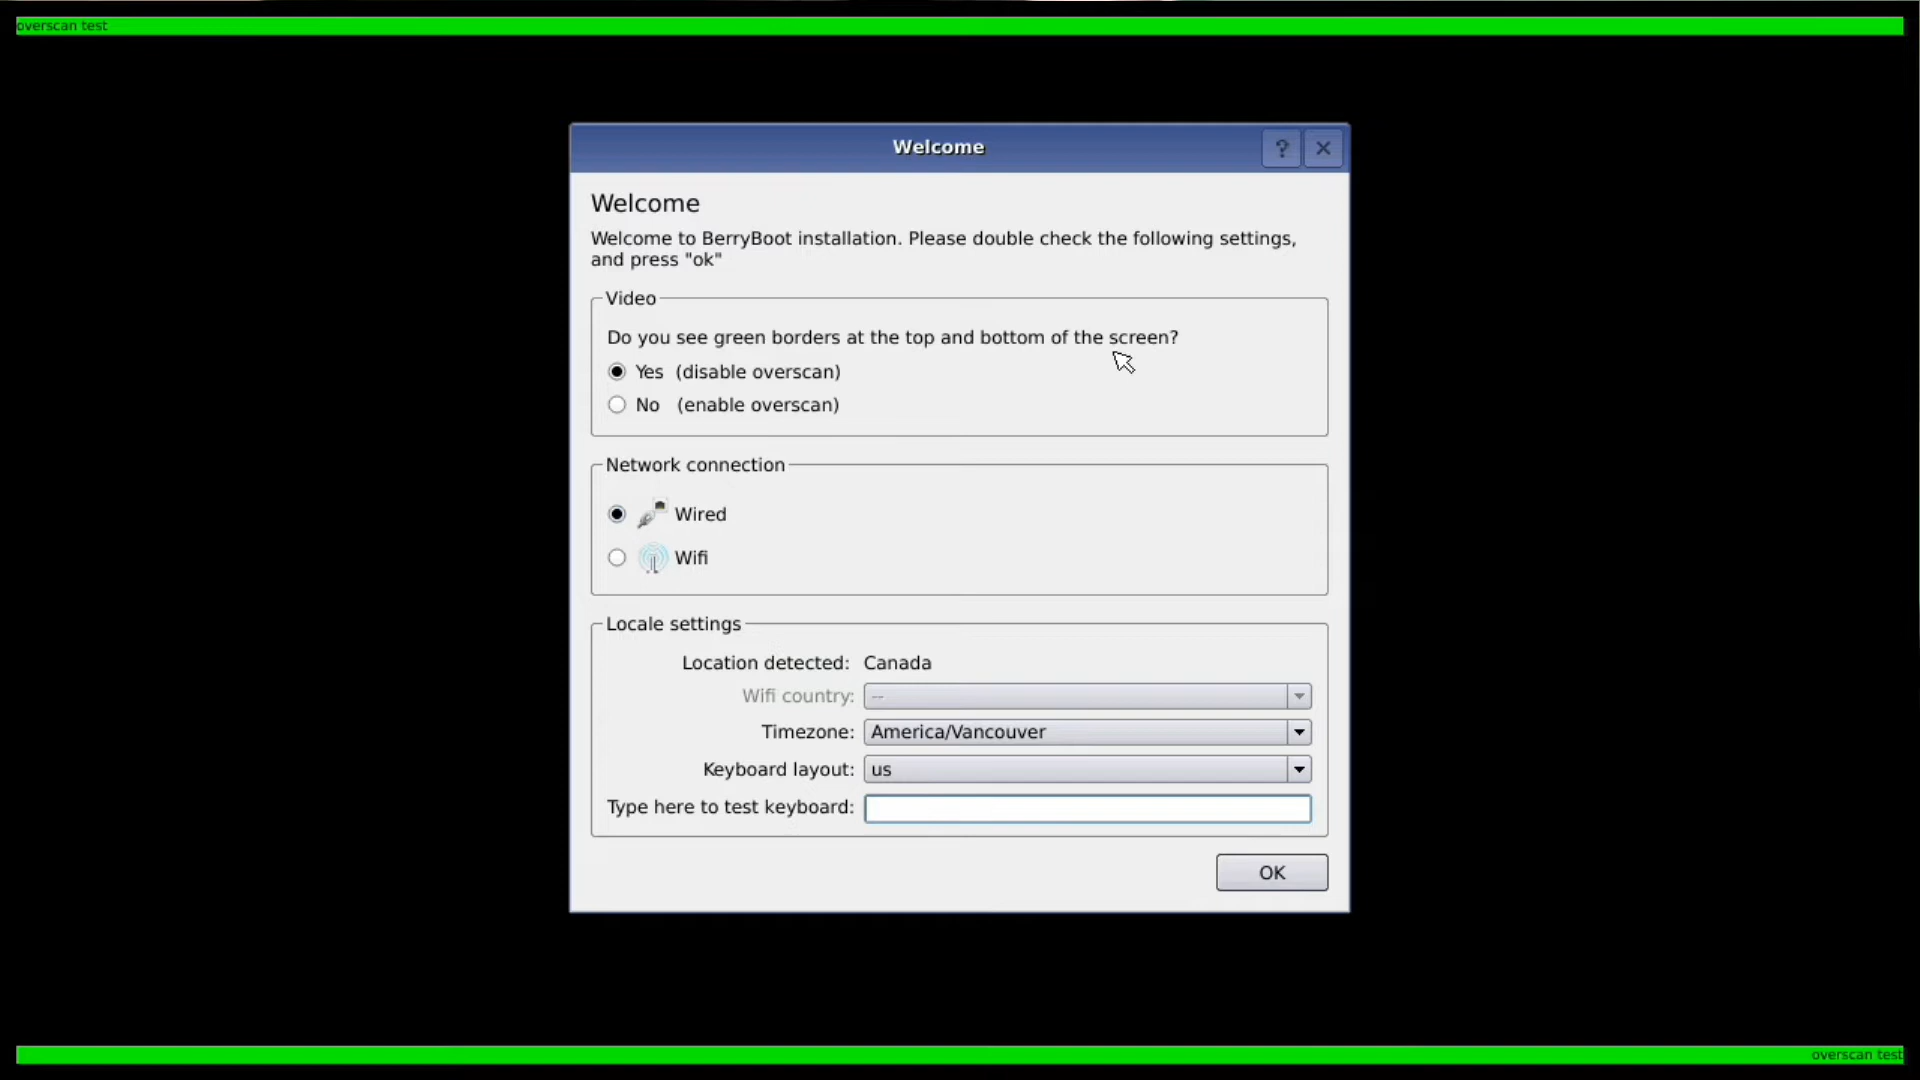 overscan test
Welcome
?
Welcome
Welcome to BerryBoot installation. Please double check the following settings,
and press "ok"
Video
Do you see green borders at the top and bottom of the screen?
Yes (disable overscan)
No (enable overscan)
Network connection
Wired
Wifi
Locale settings
Location detected: Canada
Wifi country: --
Timezone: America/Vancouver
Keyboard layout: us
Type here to test keyboard:
OK
overscan test